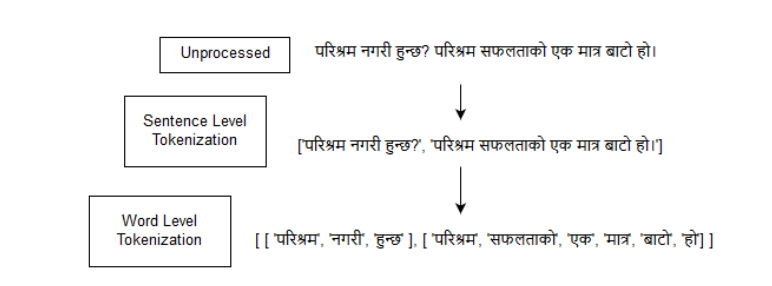 Unprocessed
परिश्रम नगरी हुन्छ? परिश्रम सफलताको एक मात्र बाटो हो।
Sentence Level
Tokenization
['परिश्रम नगरी हुन्छ?', 'परिश्रम सफलताको एक मात्र बाटो हो।']
Word Level
Tokenization
[ [ 'परिश्रम', 'नगरी', 'हुन्छ' ], [ 'परिश्रम', 'सफलताको', 'एक', 'मात्र', 'बाटो', 'हो'] ]